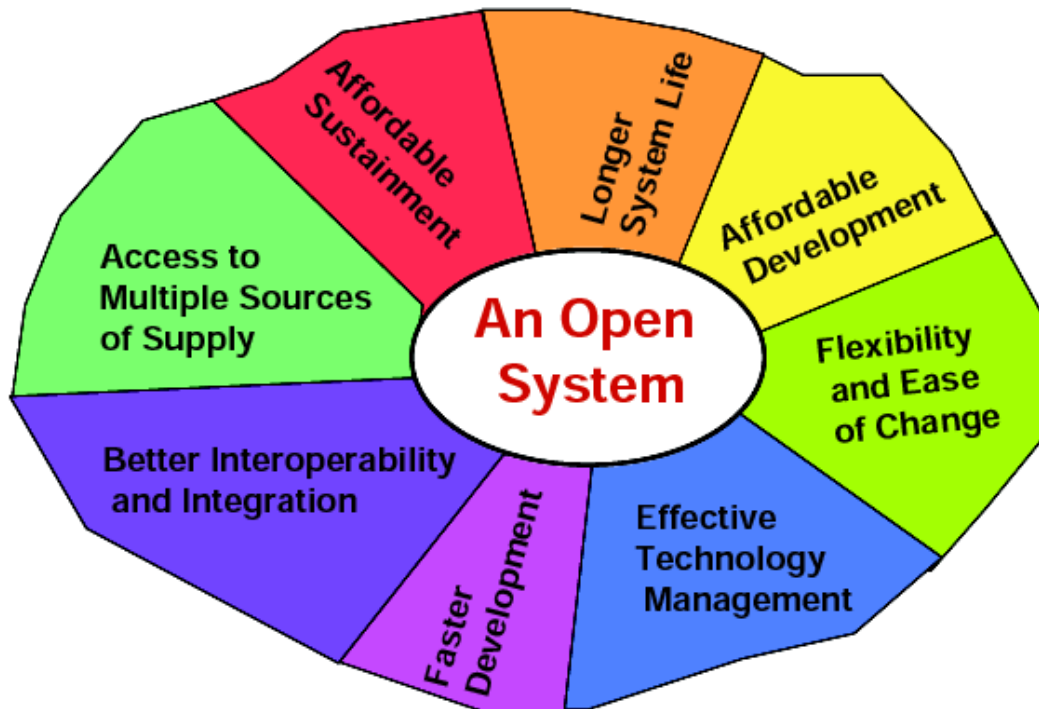 An Open
System
Affordable
Sustainment
Longer
System Life
Affordable
Development
Flexibility
and Ease
of Change
Effective
Technology
Management
Faster
Development
Better Interoperability
and Integration
Access to
Multiple Sources
of Supply